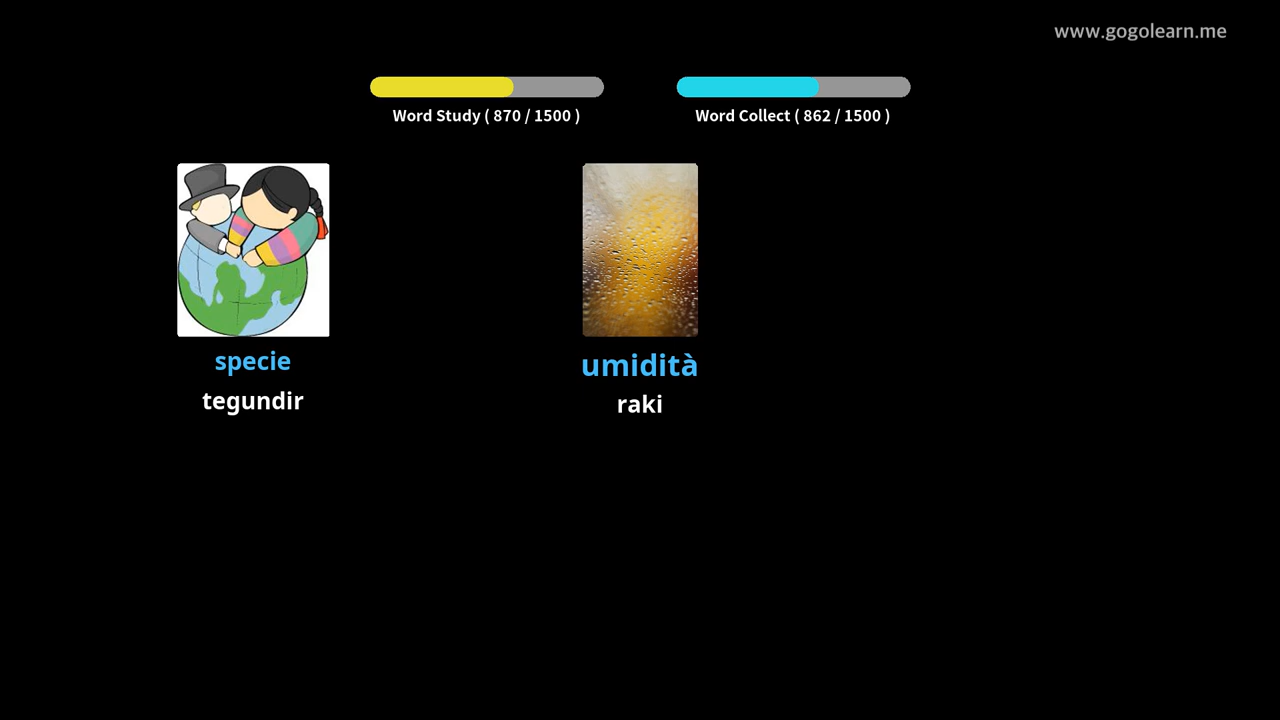 www.gogolearn.me
Word Study ( 870 / 1500 )
Word Collect ( 862 / 1500 )
specie
tegundir
umidità
raki